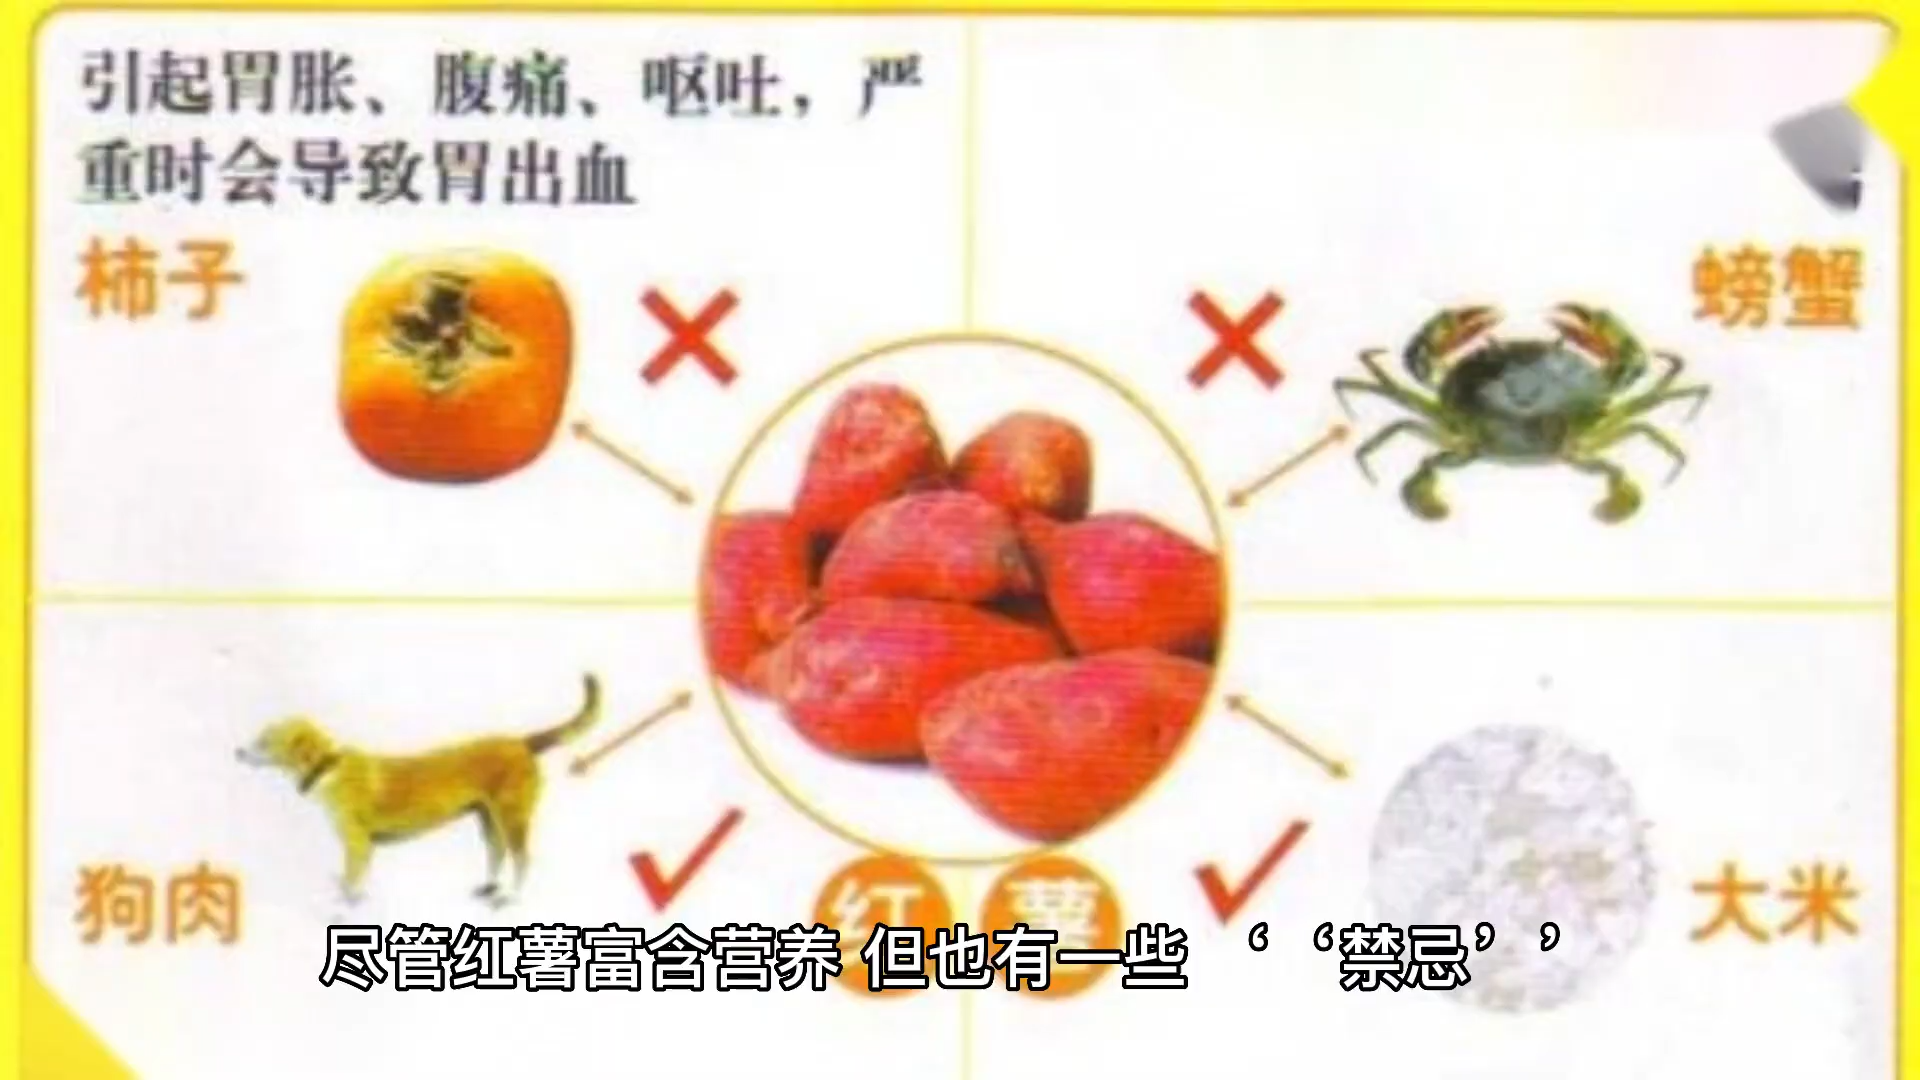 引起胃胀、腹痛、呕吐，严
重时会导致胃出血
柿子
螃蟹
狗肉
大米
红薯
尽管红薯富含营养 但也有一些 ‘‘禁忌’’